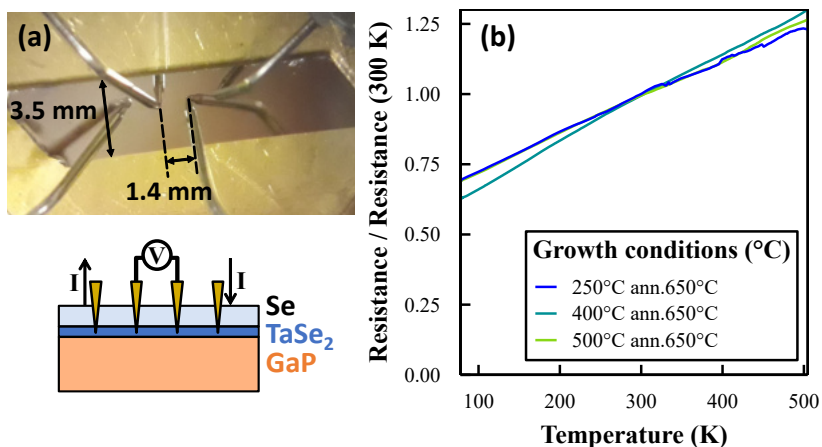 (a)
3.5 mm
1.4 mm
I
V
I
Se
TaSe₂
GaP
(b)
Resistance / Resistance (300 K)
1.25
1.00
0.75
0.50
0.25
0.00
Growth conditions (°C)
250°C ann.650°C
400°C ann.650°C
500°C ann.650°C
100
200
300
400
500
Temperature (K)